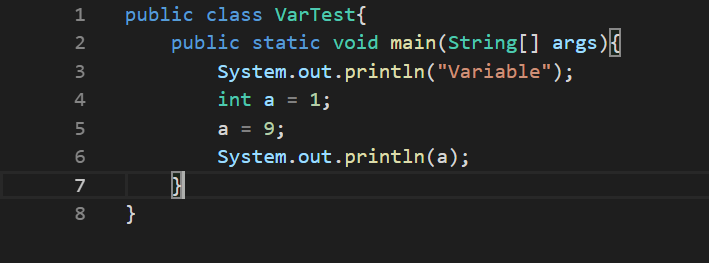 1 public class VarTest{
2 public static void main(String[] args){
3 System.out.println("Variable");
4 int a = 1;
5 a = 9;
6 System.out.println(a);
7 }
8 }